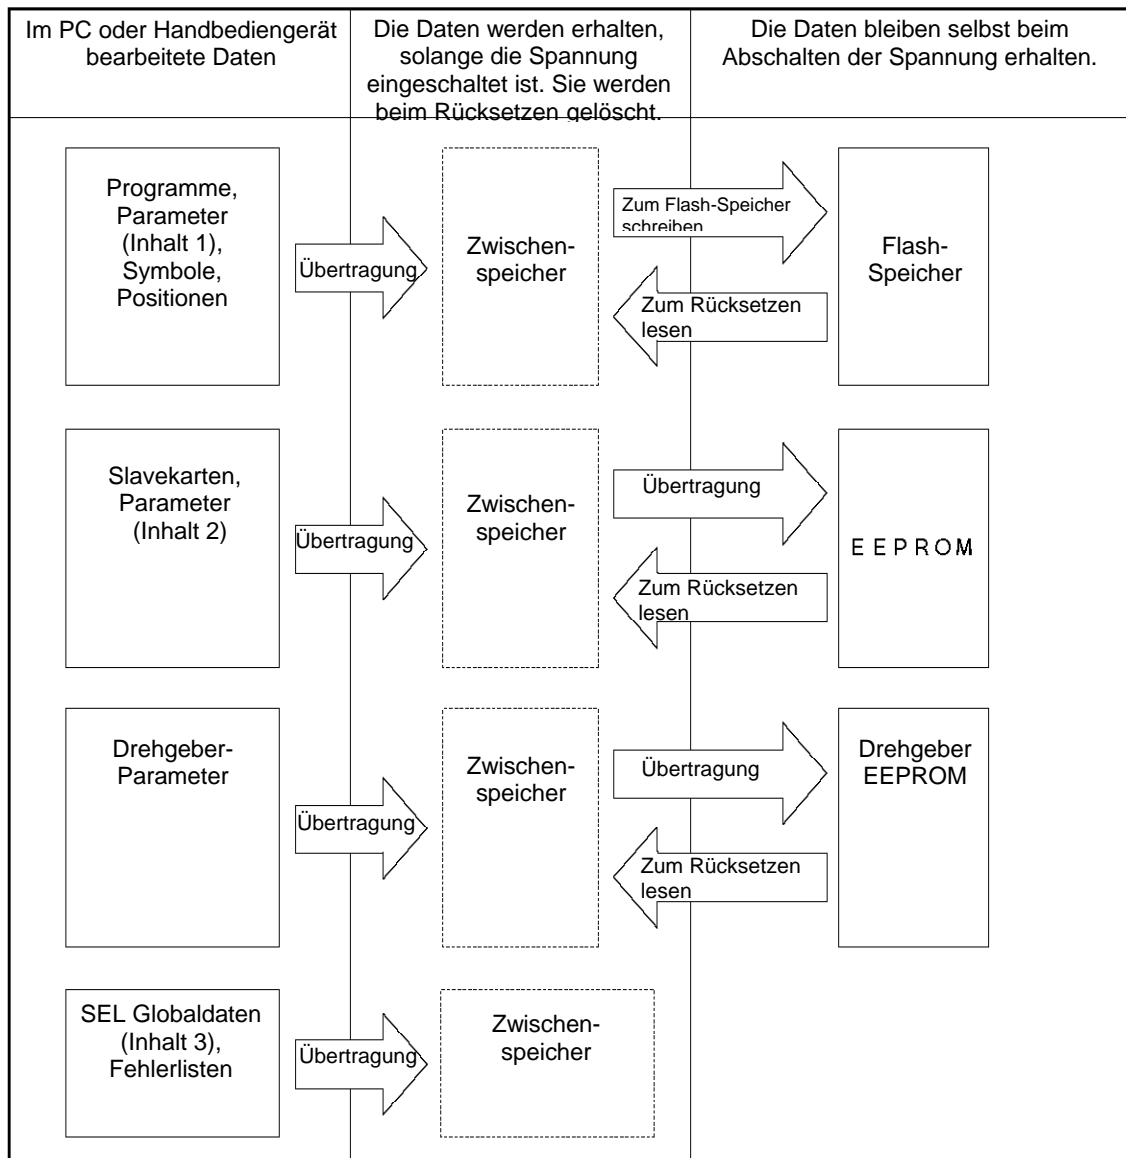 Im PC oder Handbediengerät
bearbeitete Daten
Die Daten werden erhalten,
solange die Spannung
eingeschaltet ist. Sie werden
beim Rücksetzen gelöscht.
Die Daten bleiben selbst beim
Abschalten der Spannung erhalten.
Programme,
Parameter
(Inhalt 1),
Symbole,
Positionen
Übertragung
Zwischen-
speicher
Zum Flash-Speicher
schreiben
Zum Rücksetzen
lesen
Flash-
Speicher
Slavekarten,
Parameter
(Inhalt 2)
Übertragung
Zwischen-
speicher
Übertragung
Zum Rücksetzen
lesen
EEPROM
Drehgeber-
Parameter
Übertragung
Zwischen-
speicher
Übertragung
Zum Rücksetzen
lesen
Drehgeber
EEPROM
SEL Globaldaten
(Inhalt 3),
Fehlerlisten
Übertragung
Zwischen-
speicher